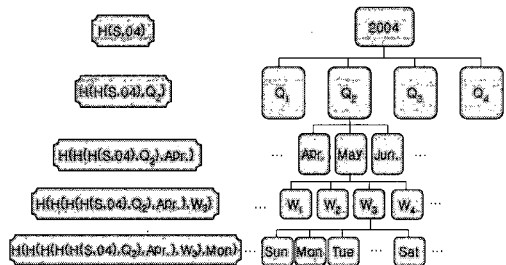 H(S,04)
2004
H(H(S,04),Q₂)
Q₁ Q₂ Q₃ Q₄
H(H(H(S,04),Q₂),Apr.)
... Apr. May Jun. ...
H(H(H(H(S,04),Q₂),Apr.),W₃)
... W₁ W₂ W₃ W₄ ...
H(H(H(H(H(S,04),Q₂),Apr.),W₃),Mon)
... Sun Mon Tue ... Sat ...